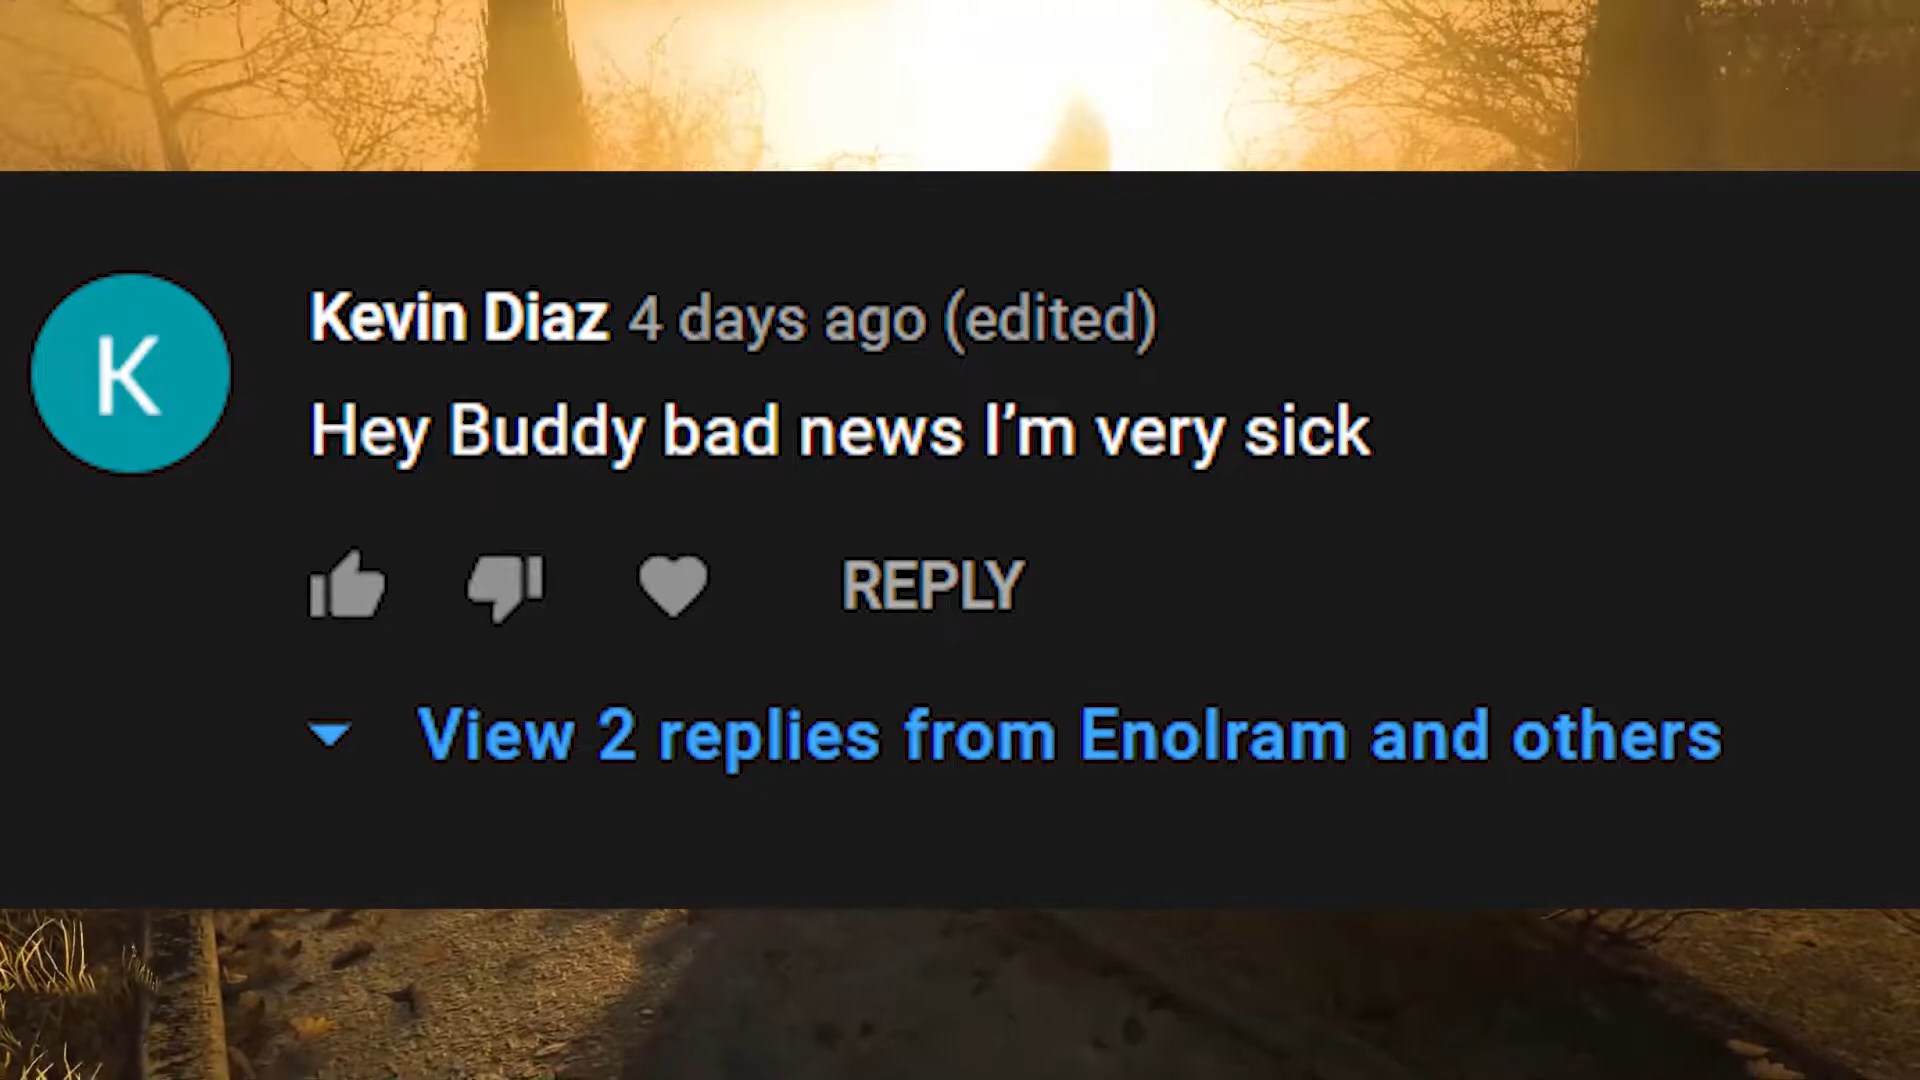 K
Kevin Diaz 4 days ago (edited)
Hey Buddy bad news I’m very sick
REPLY
View 2 replies from Enolram and others